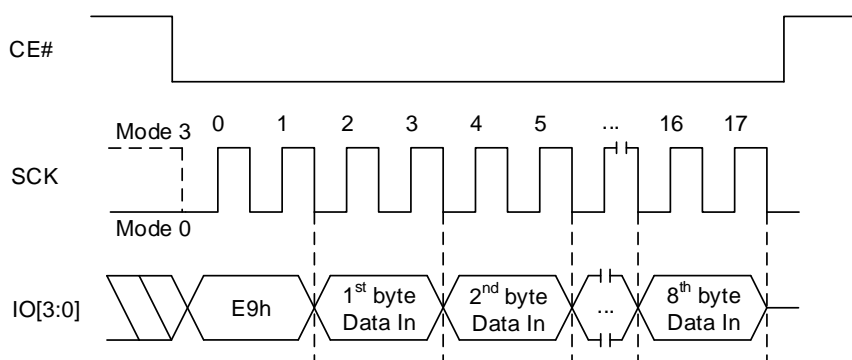 CE#
Mode 3
0 1 2 3 4 5 ... 16 17
SCK
Mode 0
IO[3:0]
E9h
1st byte
Data In
2nd byte
Data In
...
8th byte
Data In